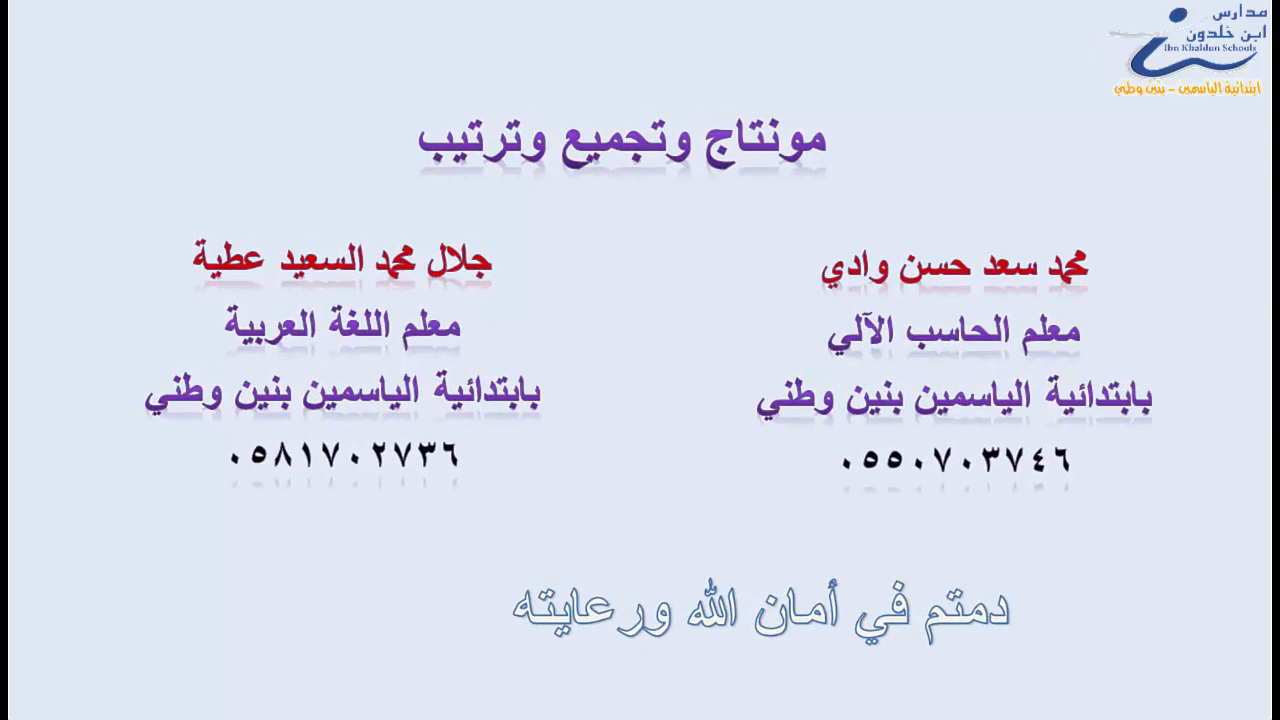 مدارس
ابن خلدون
Ibn Khaldun Schools
ابتدائية الياسمين - بنين وطني
مونتاج وتجميع وترتيب
محمد سعد حسن وادي
معلم الحاسب الآلي
بابتدائية الياسمين بنين وطني
٠٥٥٠٧٠٣٧٤٦
جلال محمد السعيد عطية
معلم اللغة العربية
بابتدائية الياسمين بنين وطني
٠٥٨١٧٠٢٧٣٦
دمتم في أمان الله ورعايته